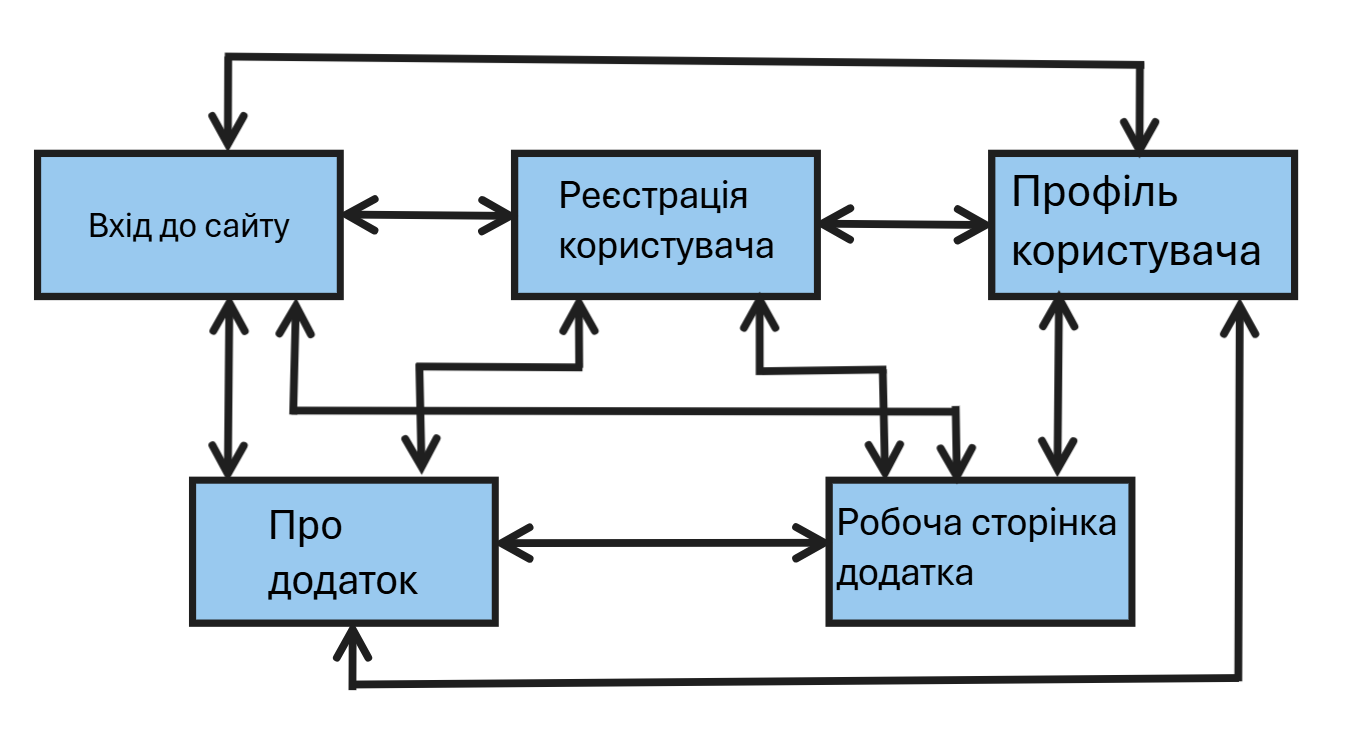 Вхід до сайту
Реєстрація
користувача
Профіль
користувача
Про
додаток
Робоча сторінка
додатка